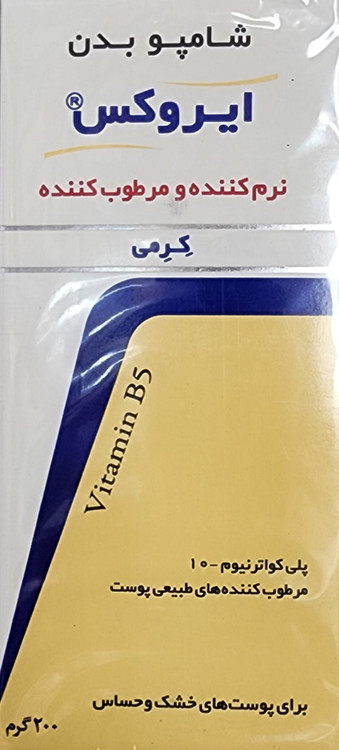 شامپو بدن
ایروکس®
نرم کننده و مرطوب کننده
کِرِمی
Vitamin B5
پلی کواترنیوم -۱۰
مرطوب کننده‌های طبیعی پوست
برای پوست‌های خشک و حساس
۲۰۰ گرم